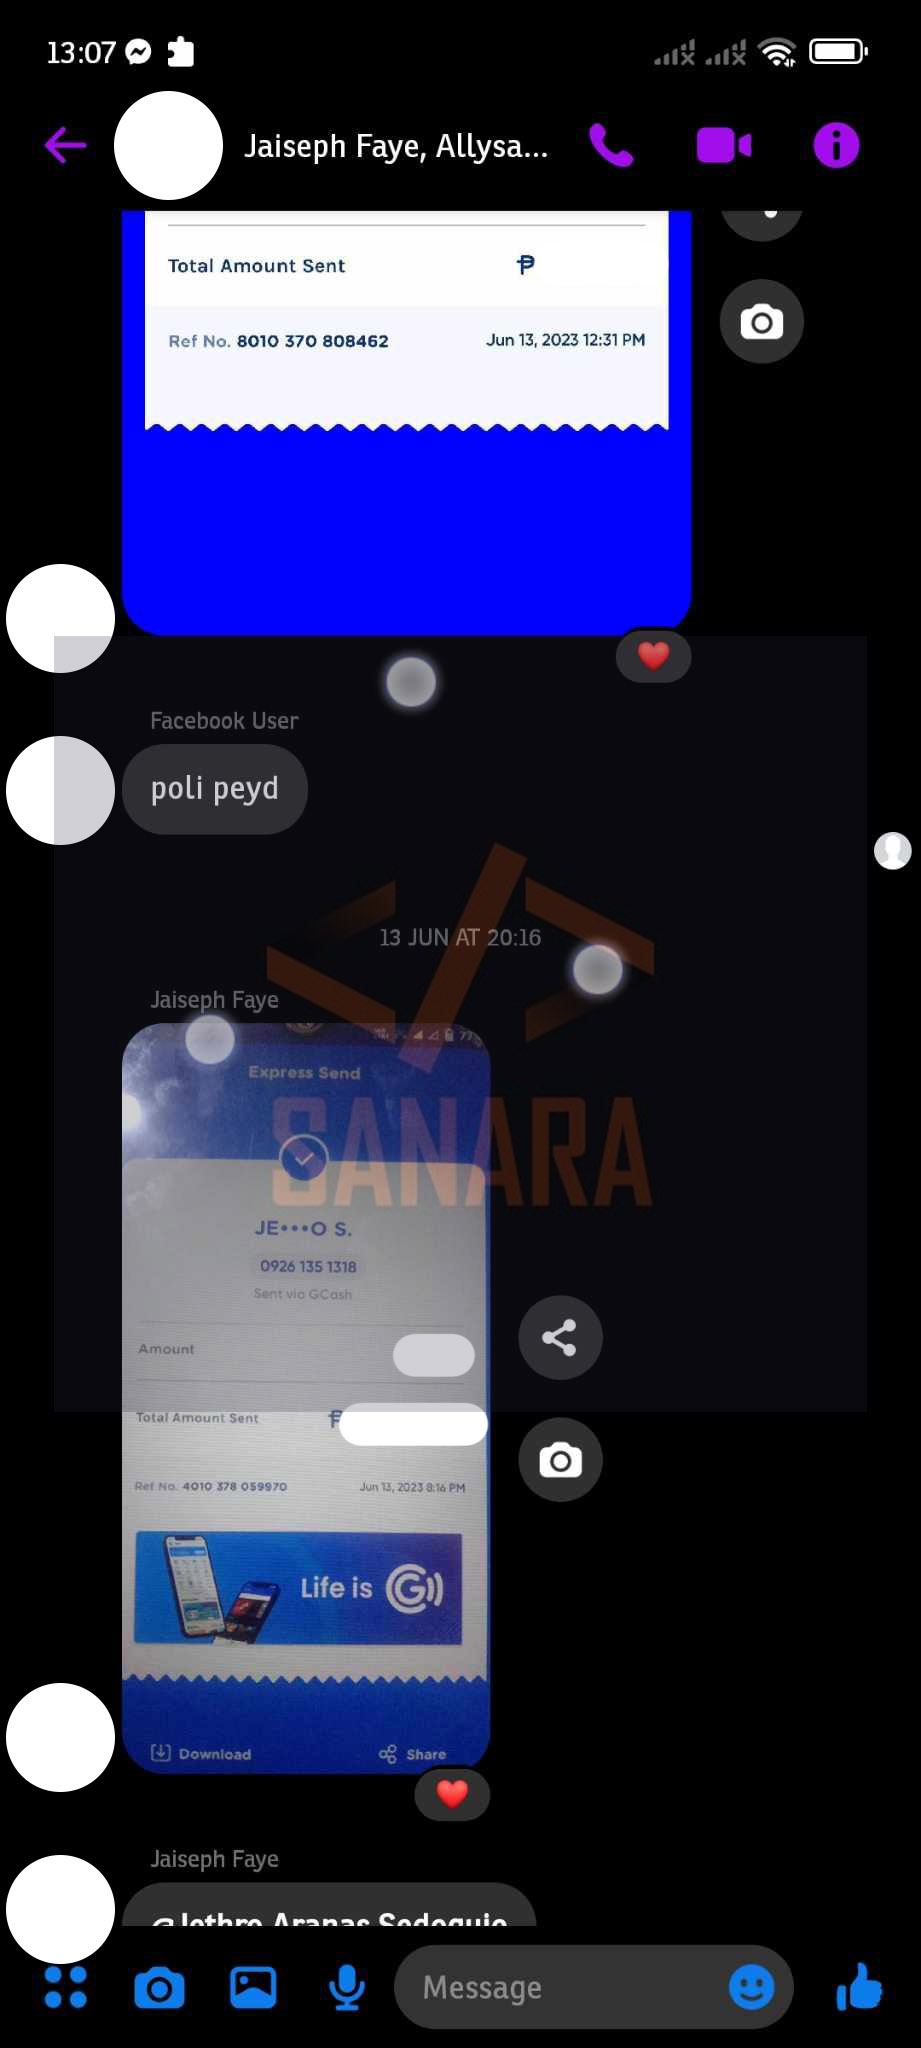 13:07
Jaiseph Faye, Allysa...
Total Amount Sent ₱
Ref No. 8010 370 808462 Jun 13, 2023 12:31 PM
Facebook User
poli peyd
13 JUN AT 20:16
Jaiseph Faye
77%
Express Send
JE•••O S.
0926 135 1318
Sent via GCash
Amount
Total Amount Sent ₱
Ref No. 4010 378 059970 Jun 13, 2023 8:16 PM
Life is
Download Share
</>
SANARA
Jaiseph Faye
@Jethro Aranas Sedoguio
Message